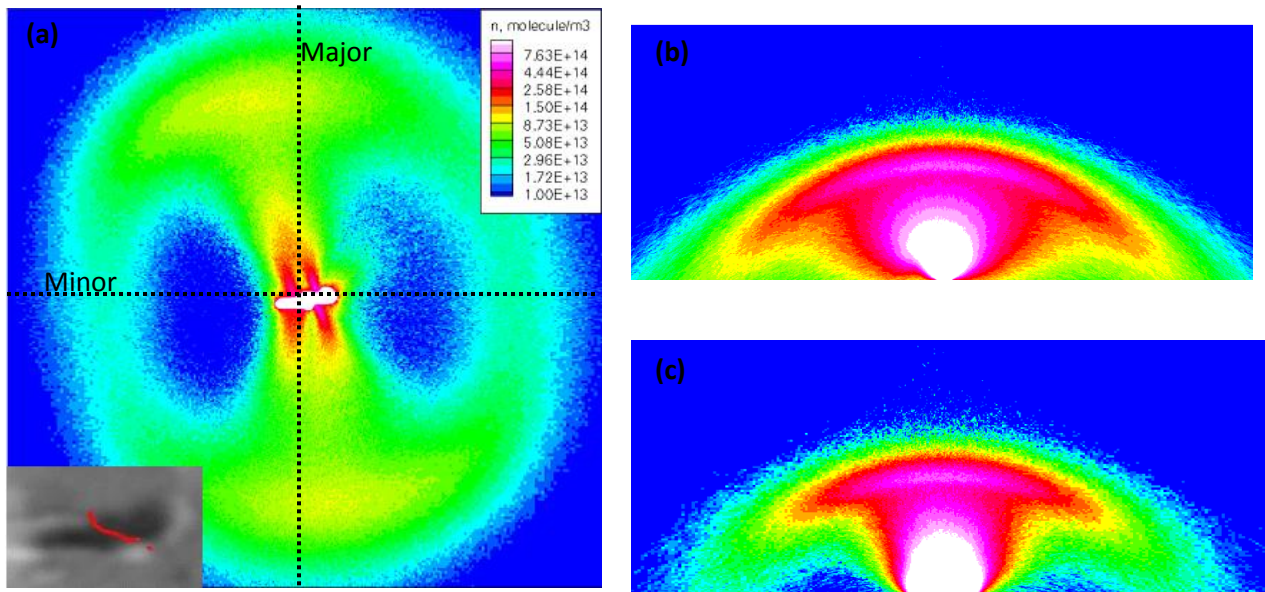 (a)
Major
n, molecule/m3
7.63E+14
4.44E+14
2.58E+14
1.50E+14
8.73E+13
5.08E+13
2.96E+13
1.72E+13
1.00E+13
Minor
(b)
(c)